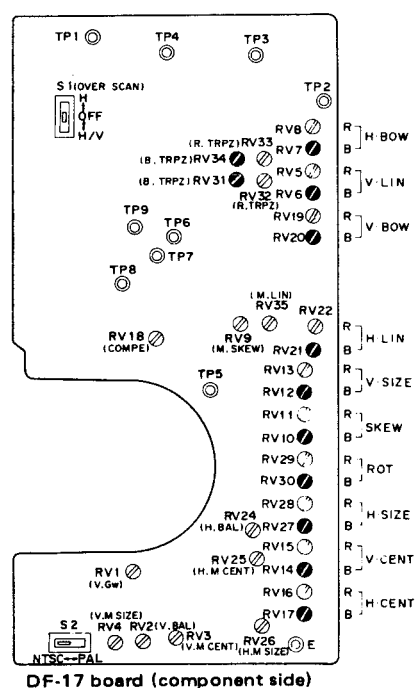 TP1 TP4 TP3
S1(OVER SCAN)
H
OFF
H/V
TP2
RV8 R H·BOW
RV7 B
(R.TRPZ) RV33
(B.TRPZ) RV34
RV5 R V·LIN
(B.TRPZ) RV31
RV32
(R.TRPZ)
RV6 B
RV19 R V·BOW
RV20 B
TP9
TP6
TP7
TP8
(M.LIN)
RV35
RV22 R H·LIN
RV18
(COMPE)
RV9
(M.SKEW)
RV21 B
RV13 R V·SIZE
TP5
RV12 B
RV11 R SKEW
RV10 B
RV29 R ROT
RV30 B
RV28 R H·SIZE
RV24
(H.BAL)
RV27 B
RV15 R V·CENT
RV25
(H.M CENT)
RV14 B
RV1
(V.Gw)
RV16 R H·CENT
RV17 B
S2
NTSC↔PAL
(V.M SIZE)
RV4
RV2(V.BAL)
RV3
(V.M CENT)
RV26
(H.M SIZE)
E
DF-17 board (component side)